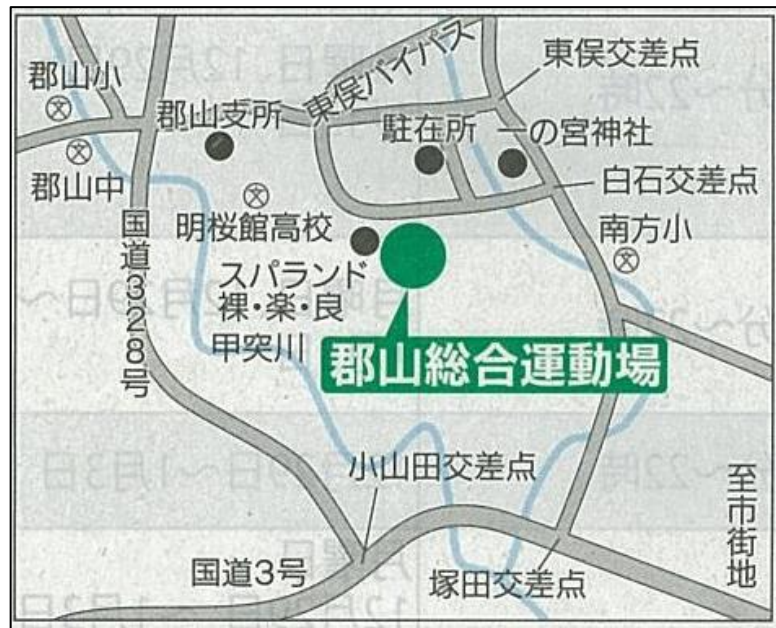 郡山小
郡山中
郡山支所
東俣バイパス
東俣交差点
駐在所
一の宮神社
白石交差点
明桜館高校
南方小
スパランド
裸・楽・良
国道328号
甲突川
郡山総合運動場
小山田交差点
国道3号
塚田交差点
至市街地